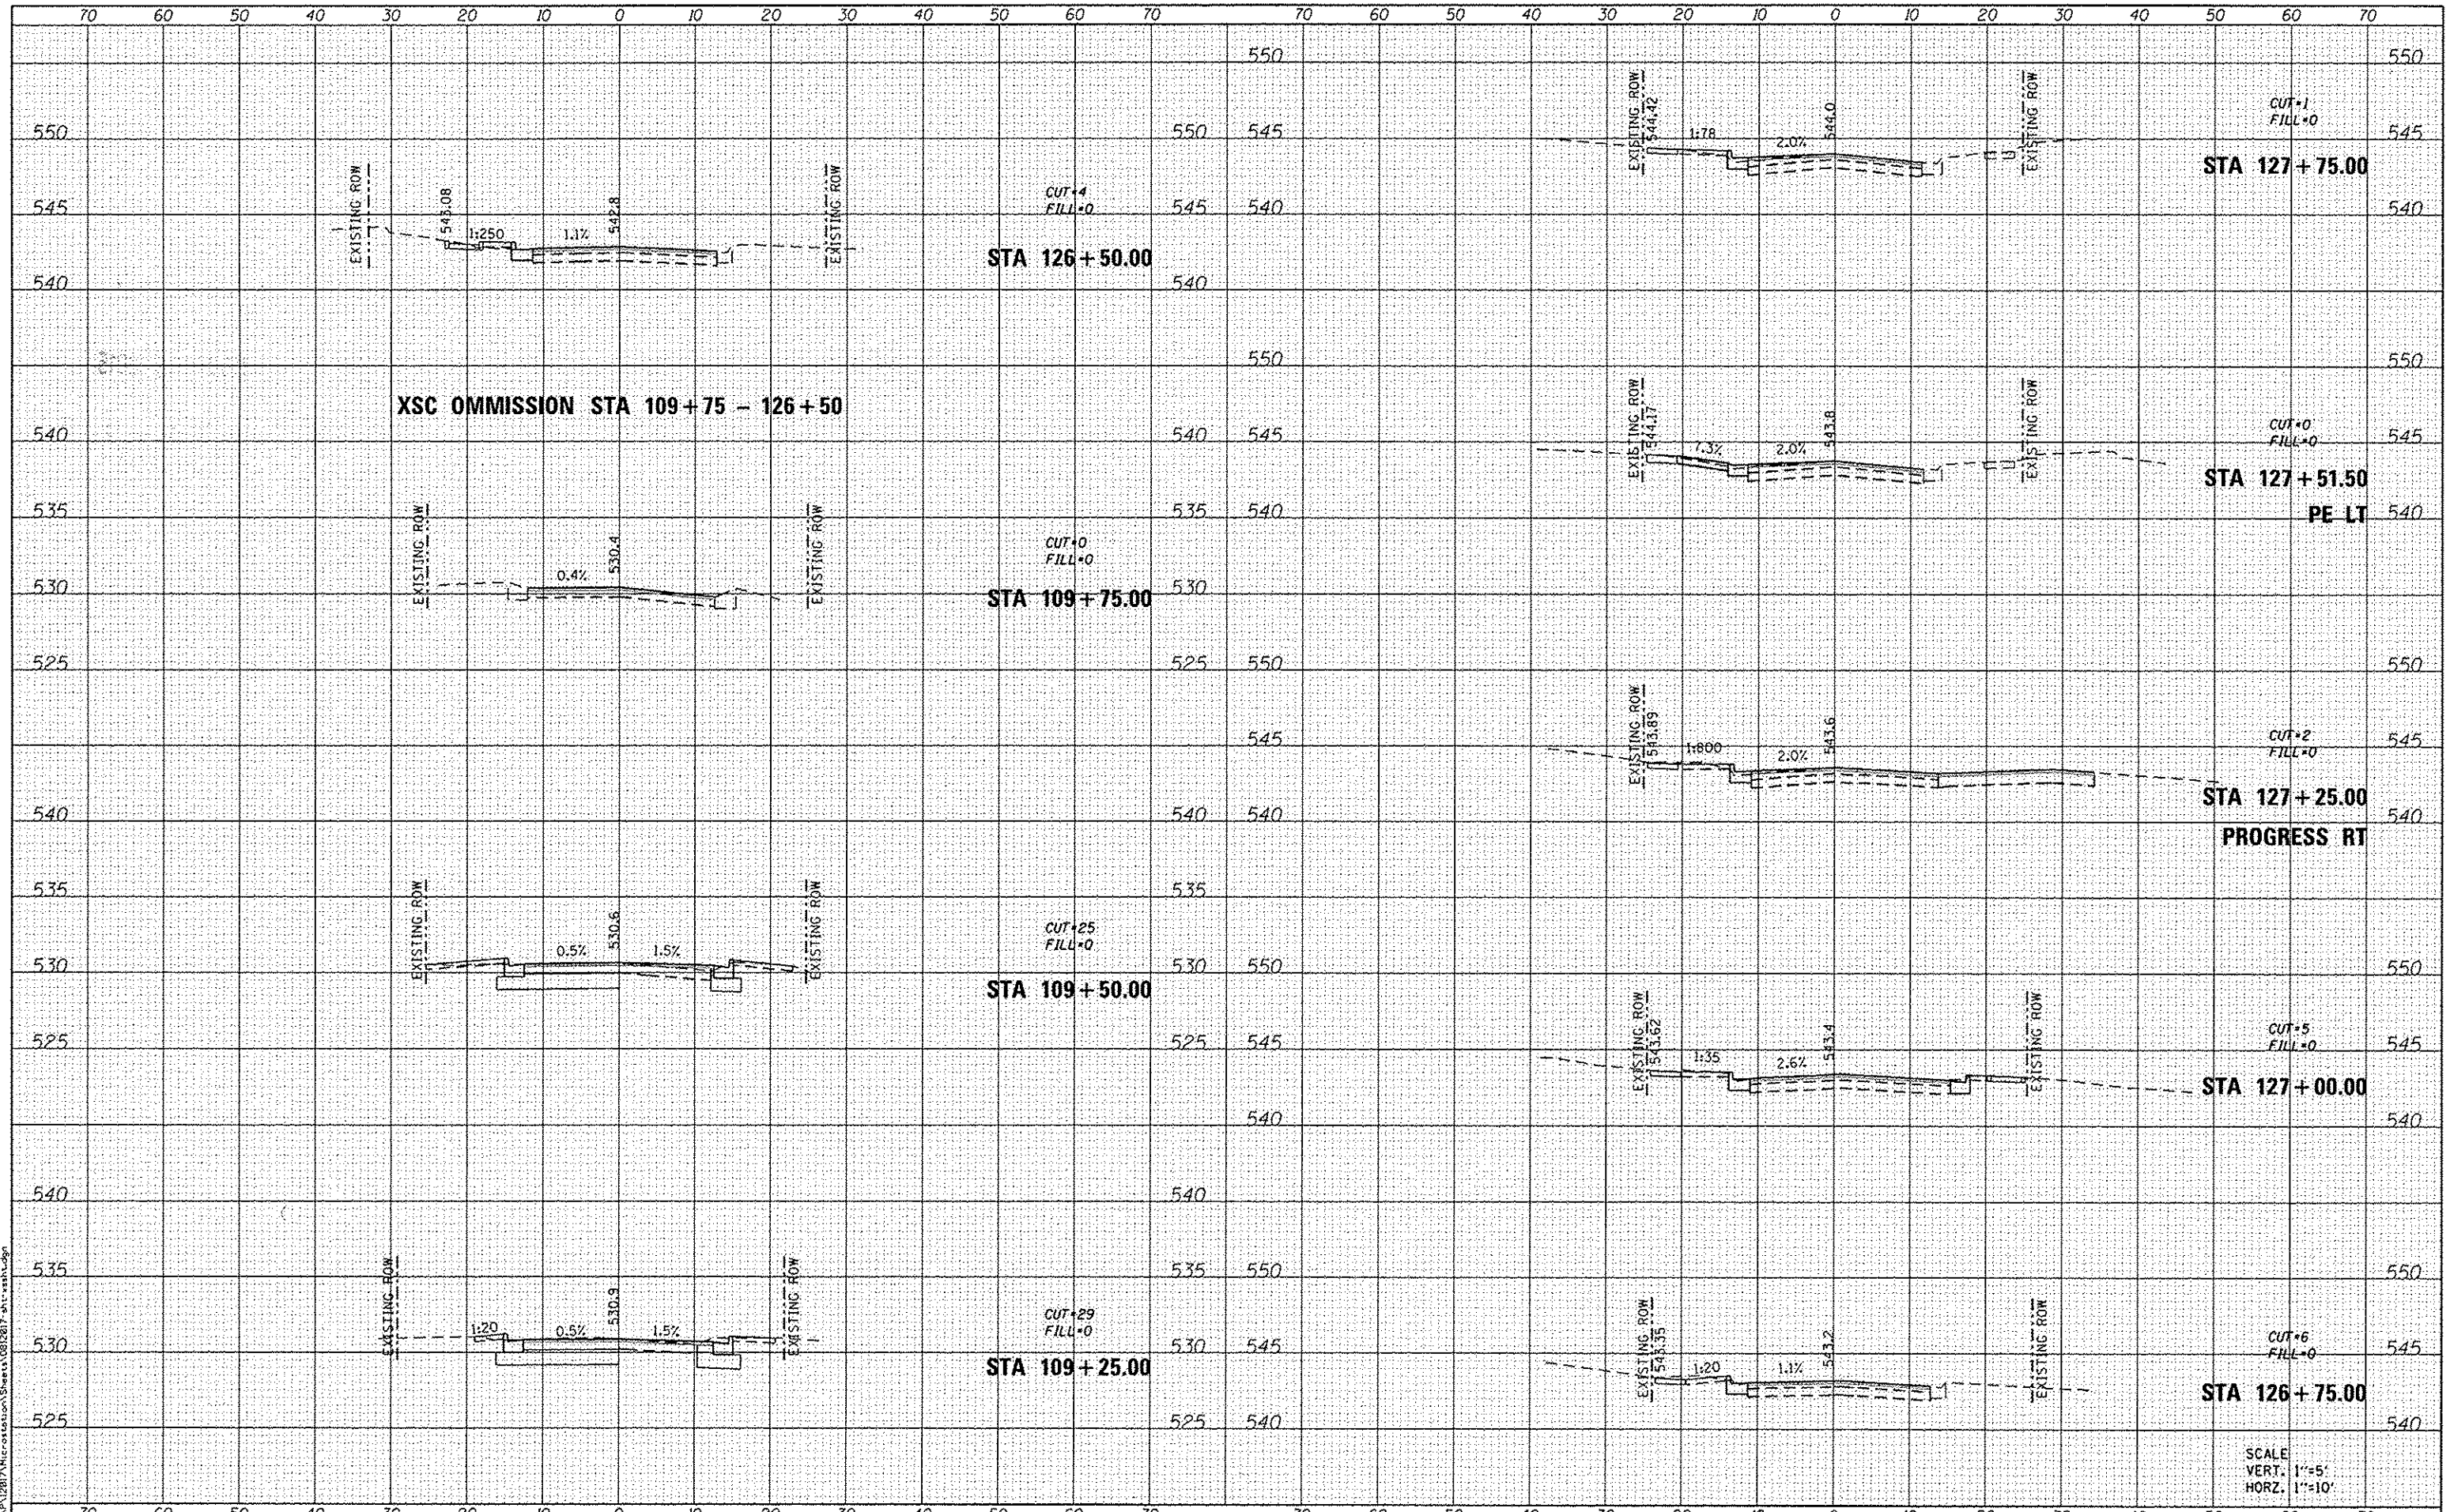 70 60 50 40 30 20 10 0 10 20 30 40 50 60 70 70 60 50 40 30 20 10 0 10 20 30 40 50 60 70
550 550
545 545
540 540
EXISTING ROW
543.08
1:250
1.1%
542.8
EXISTING ROW
CUT=4
FILL=0
STA 126+50.00
XSC OMMISSION STA 109+75 - 126+50
540 540
535 535
530 530
525 525
EXISTING ROW
0.4%
530.4
EXISTING ROW
CUT=0
FILL=0
STA 109+75.00
535 535
530 530
525 525
EXISTING ROW
0.5%
530.6
1.5%
EXISTING ROW
CUT=25
FILL=0
STA 109+50.00
540 540
535 535
530 530
525 525
EXISTING ROW
1:20
0.5%
530.9
1.5%
EXISTING ROW
CUT=29
FILL=0
STA 109+25.00
550 550
545 545
540 540
EXISTING ROW
544.42
1:78
2.0%
544.0
EXISTING ROW
CUT=1
FILL=0
STA 127+75.00
550 550
545 545
540 540
EXISTING ROW
544.17
7.3%
2.0%
543.8
EXISTING ROW
CUT=0
FILL=0
STA 127+51.50
PE LT
550 550
545 545
540 540
EXISTING ROW
543.89
1:800
2.0%
543.6
CUT=2
FILL=0
STA 127+25.00
PROGRESS RT
550 550
545 545
540 540
EXISTING ROW
543.62
1:35
2.6%
543.4
EXISTING ROW
CUT=5
FILL=0
STA 127+00.00
550 550
545 545
540 540
EXISTING ROW
543.35
1:20
1.1%
543.2
EXISTING ROW
CUT=6
FILL=0
STA 126+75.00
SCALE
VERT. 1"=5'
HORZ. 1"=10'